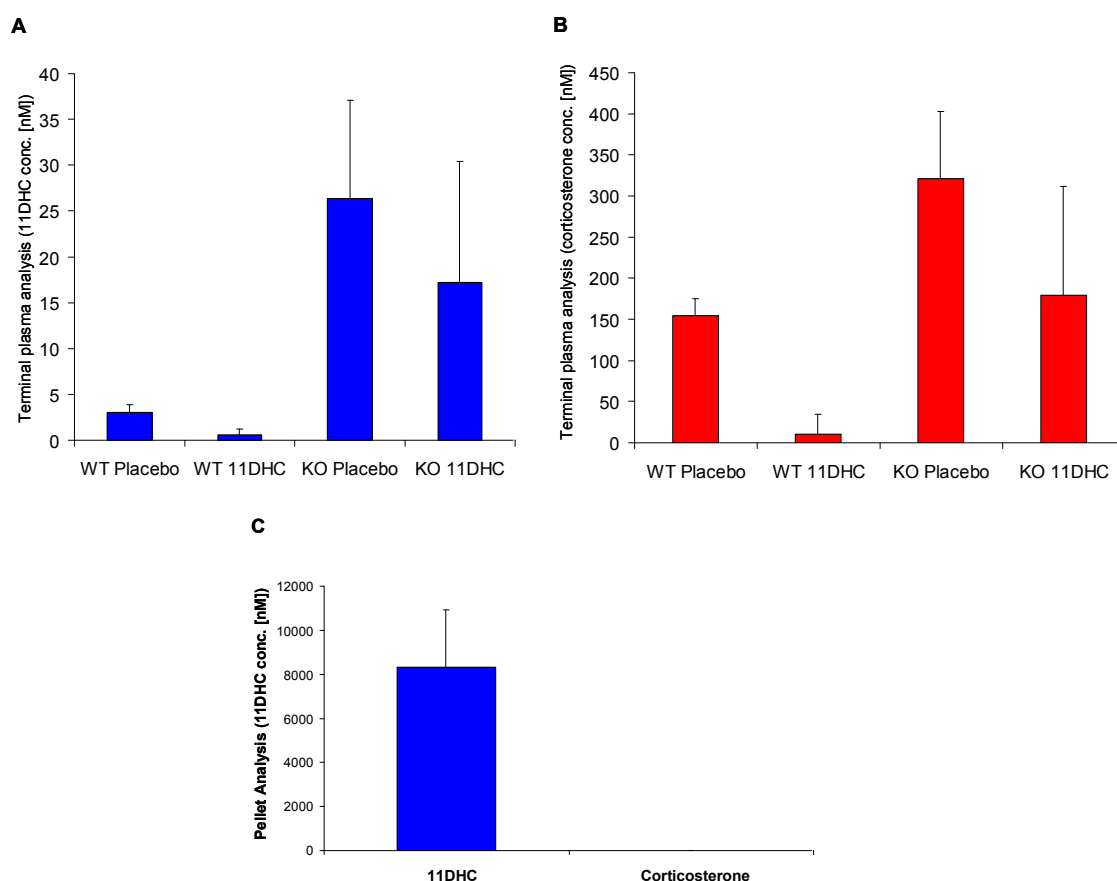 A
Terminal plasma analysis (11DHC conc. [nM])
40
35
30
25
20
15
10
5
0
WT Placebo WT 11DHC KO Placebo KO 11DHC
B
Terminal plasma analysis (corticosterone conc. [nM])
450
400
350
300
250
200
150
100
50
0
WT Placebo WT 11DHC KO Placebo KO 11DHC
C
Pellet Analysis (11DHC conc. [nM])
12000
10000
8000
6000
4000
2000
0
11DHC Corticosterone